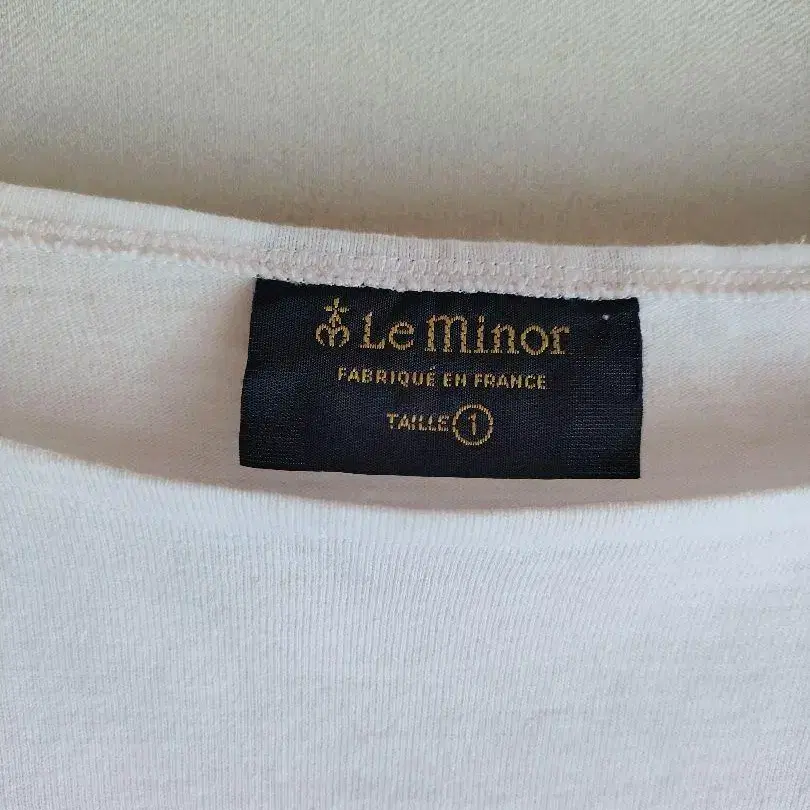 Le Minor
FABRIQUÉ EN FRANCE
TAILLE 1